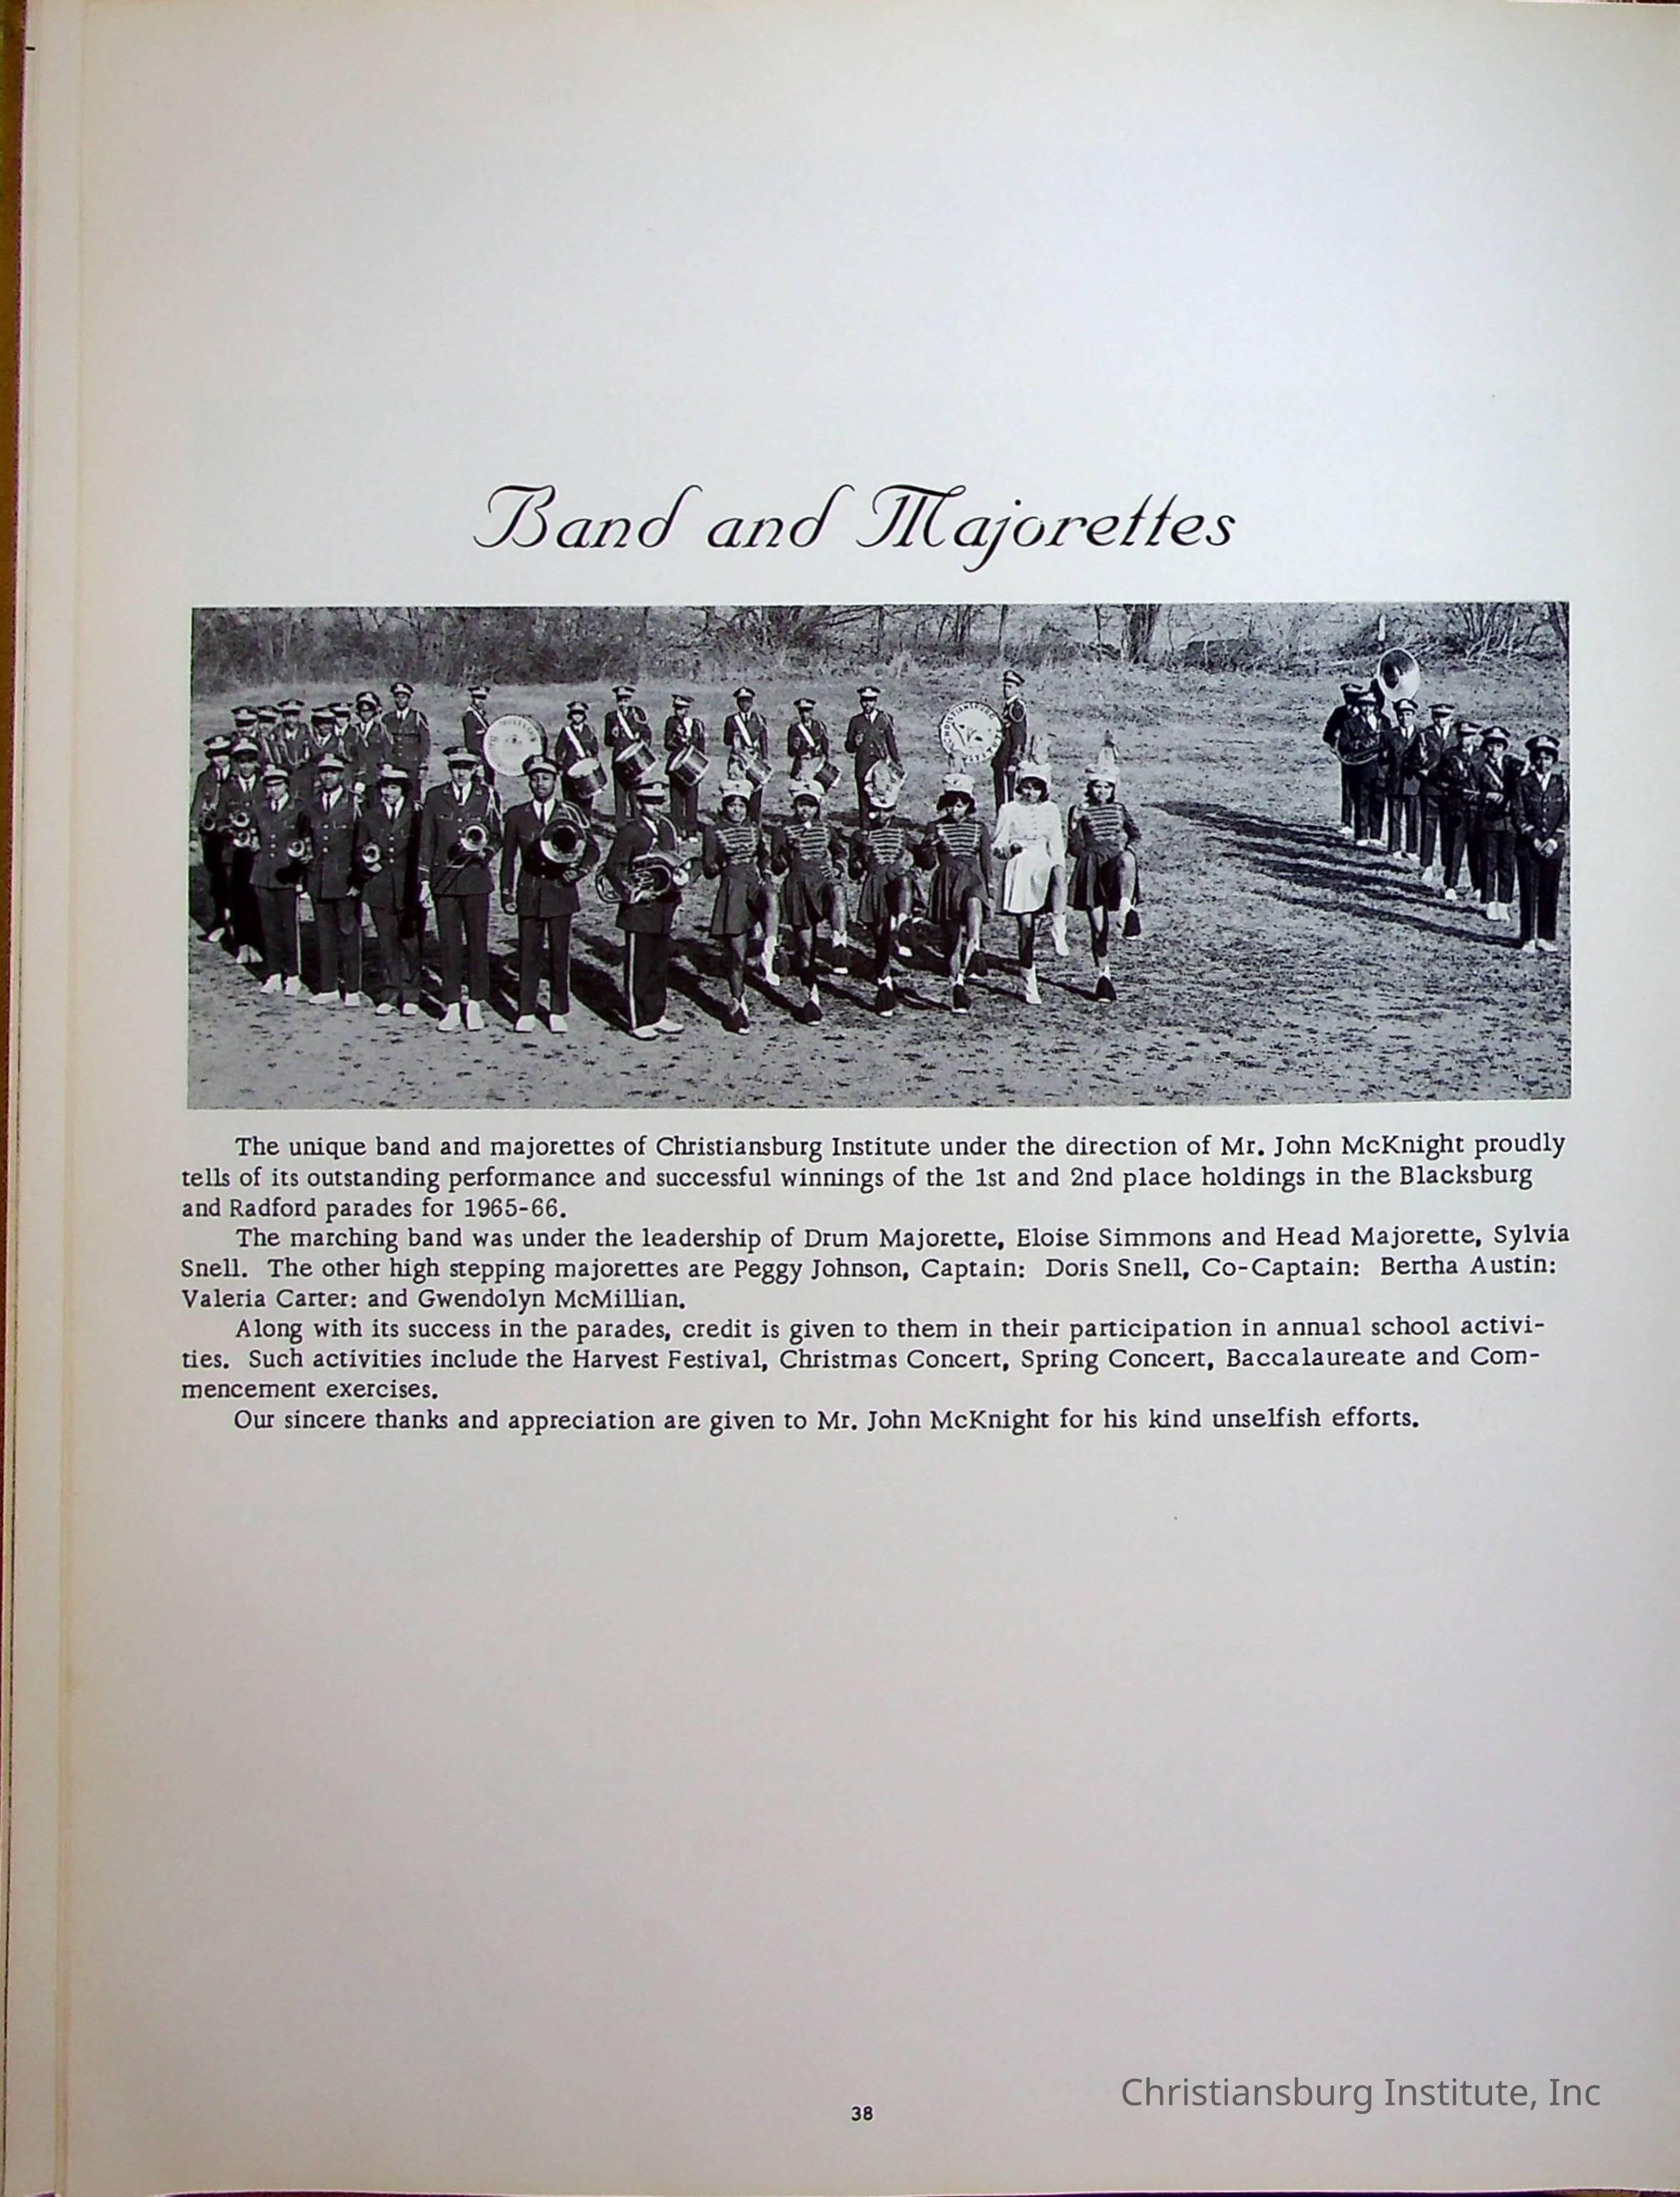 Band and Majorettes
CHRISTIANSBURG
The unique band and majorettes of Christiansburg Institute under the direction of Mr. John McKnight proudly
tells of its outstanding performance and successful winnings of the 1st and 2nd place holdings in the Blacksburg
and Radford parades for 1965-66.
The marching band was under the leadership of Drum Majorette, Eloise Simmons and Head Majorette, Sylvia
Snell. The other high stepping majorettes are Peggy Johnson, Captain: Doris Snell, Co-Captain: Bertha Austin:
Valeria Carter: and Gwendolyn McMillian.
Along with its success in the parades, credit is given to them in their participation in annual school activi-
ties. Such activities include the Harvest Festival, Christmas Concert, Spring Concert, Baccalaureate and Com-
mencement exercises.
Our sincere thanks and appreciation are given to Mr. John McKnight for his kind unselfish efforts.
Christiansburg Institute, Inc
38